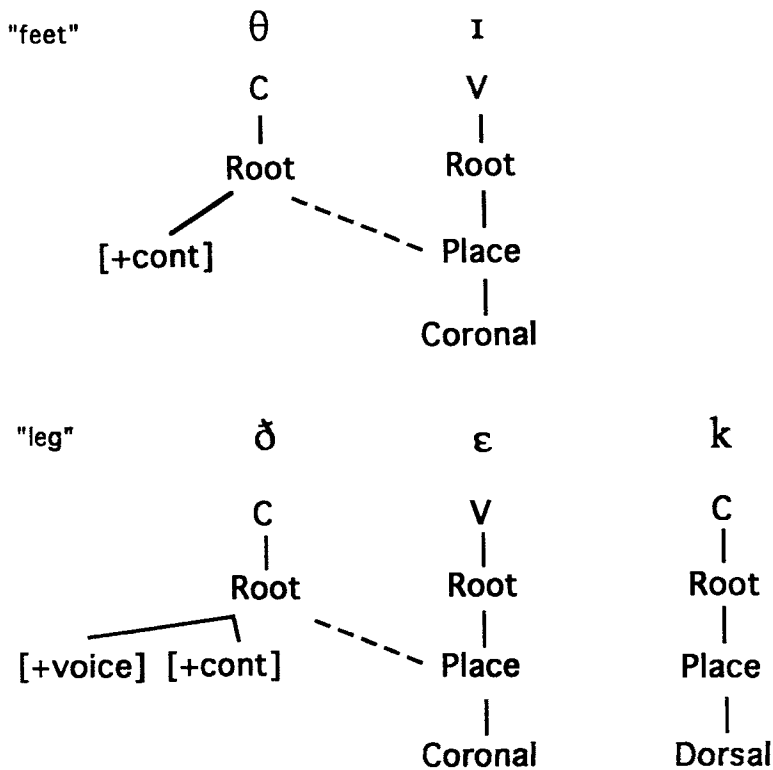 "feet" θ ɪ
C V
Root Root
[+cont] Place
Coronal
"leg" ð ε k
C V C
Root Root Root
[+voice] [+cont] Place Place
Coronal Dorsal